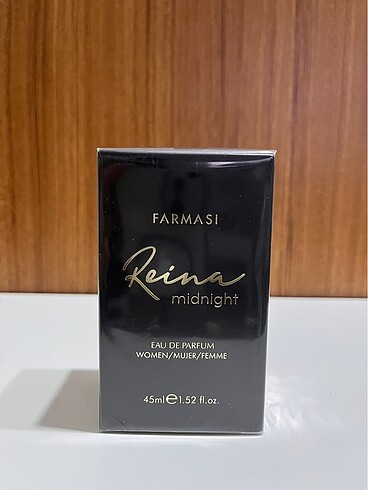 FARMASI
Reina
midnight
EAU DE PARFUM
WOMEN/MUJER/FEMME
45ml℮1.52 fl.oz.